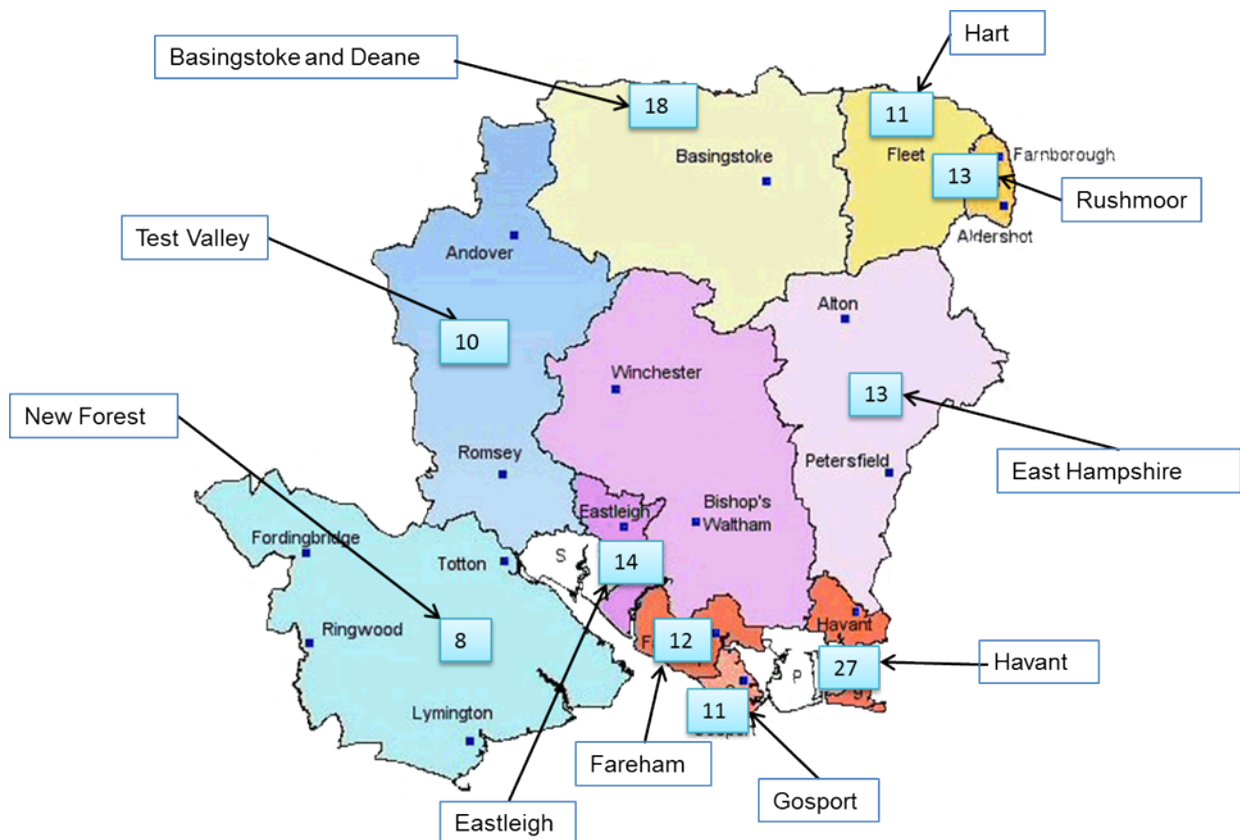 Hart
Basingstoke and Deane
18
11
Basingstoke
Fleet
Farnborough
13
Rushmoor
Test Valley
Andover
Aldershot
Alton
10
Winchester
13
New Forest
Romsey
Petersfield
East Hampshire
Eastleigh
Bishop's
Waltham
Fordingbridge
Totton
S
14
Havant
Ringwood
8
12
P
27
Havant
Lymington
11
Fareham
Gosport
Eastleigh